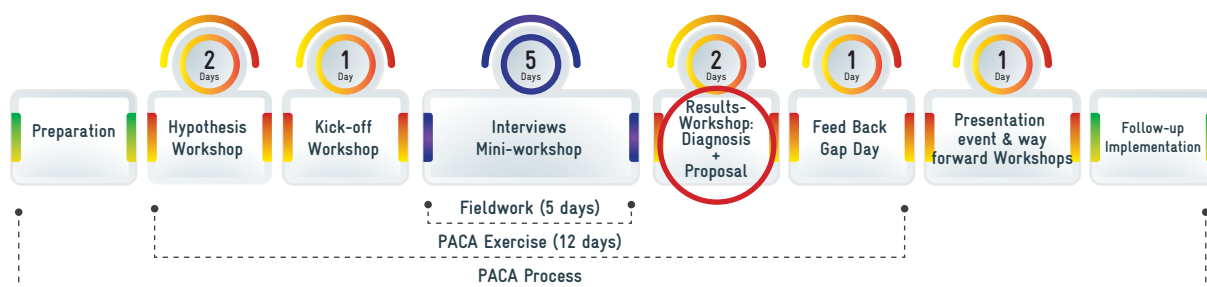 2
Days
1
Day
5
Days
2
Days
1
Day
1
Day
Preparation
Hypothesis
Workshop
Kick-off
Workshop
Interviews
Mini-workshop
Results-
Workshop:
Diagnosis
+
Proposal
Feed Back
Gap Day
Presentation
event & way
forward Workshops
Follow-up
Implementation
Fieldwork (5 days)
PACA Exercise (12 days)
PACA Process